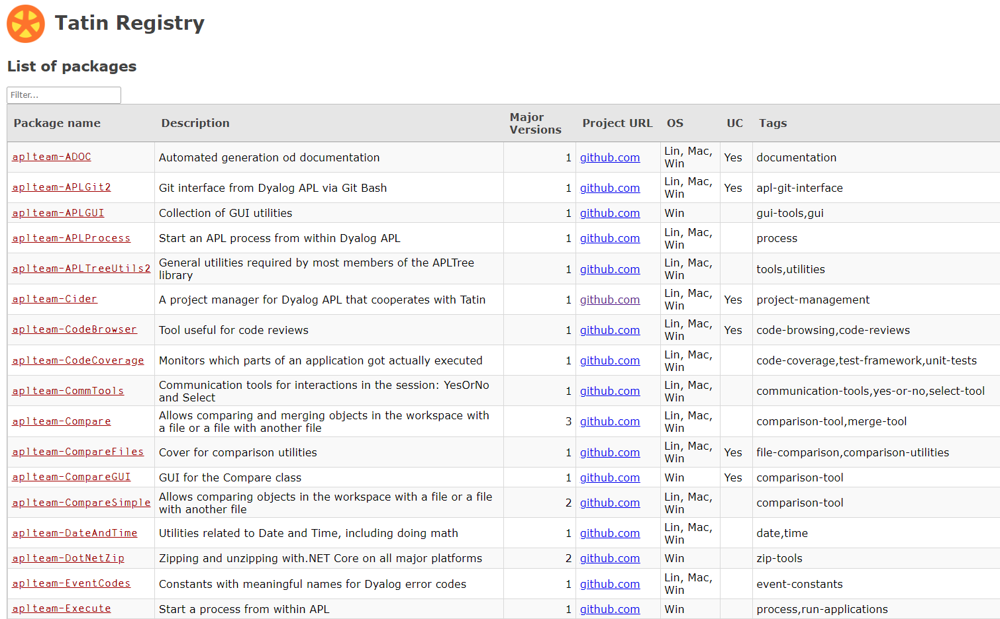 Tatin Registry
List of packages
Filter...
Package name Description Major Versions Project URL OS UC Tags
aplteam-ADOC Automated generation od documentation 1 github.com Lin, Mac, Win Yes documentation
aplteam-APLGit2 Git interface from Dyalog APL via Git Bash 1 github.com Lin, Mac, Win Yes apl-git-interface
aplteam-APLGUI Collection of GUI utilities 1 github.com Win gui-tools,gui
aplteam-APLProcess Start an APL process from within Dyalog APL 1 github.com Lin, Mac, Win process
aplteam-APLTreeUtils2 General utilities required by most members of the APLTree library 1 github.com Lin, Mac, Win tools,utilities
aplteam-Cider A project manager for Dyalog APL that cooperates with Tatin 1 github.com Lin, Mac, Win Yes project-management
aplteam-CodeBrowser Tool useful for code reviews 1 github.com Lin, Mac, Win Yes code-browsing,code-reviews
aplteam-CodeCoverage Monitors which parts of an application got actually executed 1 github.com Lin, Mac, Win code-coverage,test-framework,unit-tests
aplteam-CommTools Communication tools for interactions in the session: YesOrNo and Select 1 github.com Lin, Mac, Win communication-tools,yes-or-no,select-tool
aplteam-Compare Allows comparing and merging objects in the workspace with a file or a file with another file 3 github.com Lin, Mac, Win comparison-tool,merge-tool
aplteam-CompareFiles Cover for comparison utilities 1 github.com Lin, Mac, Win Yes file-comparison,comparison-utilities
aplteam-CompareGUI GUI for the Compare class 1 github.com Win Yes comparison-tool
aplteam-CompareSimple Allows comparing objects in the workspace with a file or a file with another file 2 github.com Lin, Mac, Win comparison-tool
aplteam-DateAndTime Utilities related to Date and Time, including doing math 1 github.com Lin, Mac, Win date,time
aplteam-DotNetZip Zipping and unzipping with.NET Core on all major platforms 2 github.com Win zip-tools
aplteam-EventCodes Constants with meaningful names for Dyalog error codes 1 github.com Lin, Mac, Win event-constants
aplteam-Execute Start a process from within APL 1 github.com Win process,run-applications